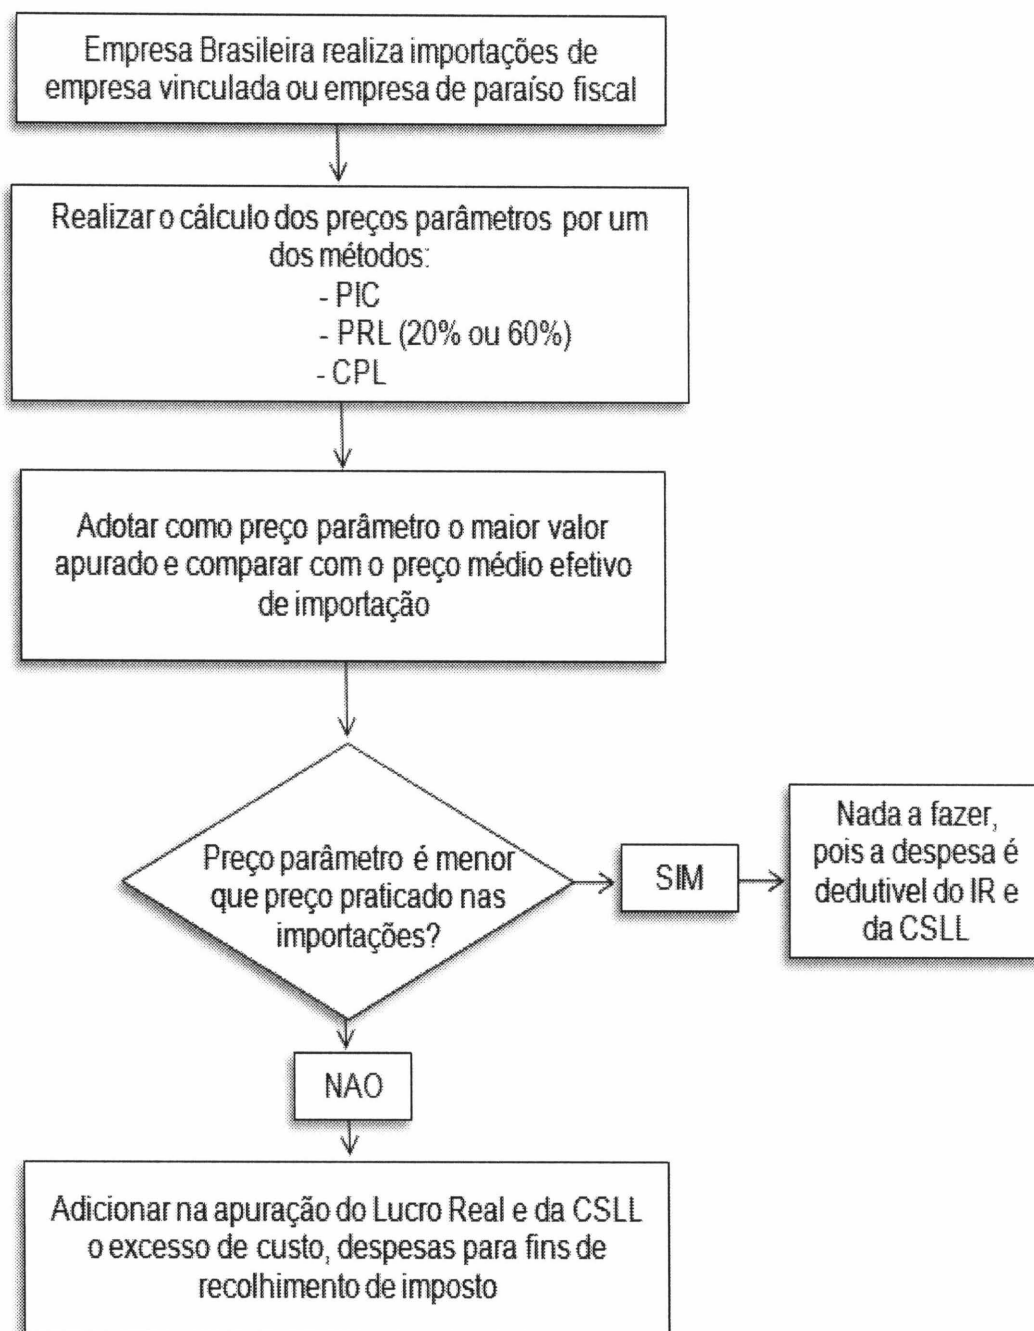 Empresa Brasileira realiza importações de
empresa vinculada ou empresa de paraíso fiscal
Realizar o cálculo dos preços parâmetros por um
dos métodos:
- PIC
- PRL (20% ou 60%)
- CPL
Adotar como preço parâmetro o maior valor
apurado e comparar com o preço médio efetivo
de importação
Preço parâmetro é menor
que preço praticado nas
importações?
SIM
Nada a fazer,
pois a despesa é
dedutivel do IR e
da CSLL
NAO
Adicionar na apuração do Lucro Real e da CSLL
o excesso de custo, despesas para fins de
recolhimento de imposto